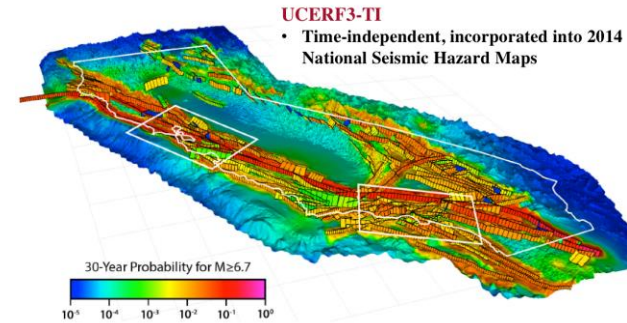 UCERF3-TI
• Time-independent, incorporated into 2014
National Seismic Hazard Maps
30-Year Probability for M≥6.7
10⁻⁵ 10⁻⁴ 10⁻³ 10⁻² 10⁻¹ 10⁰